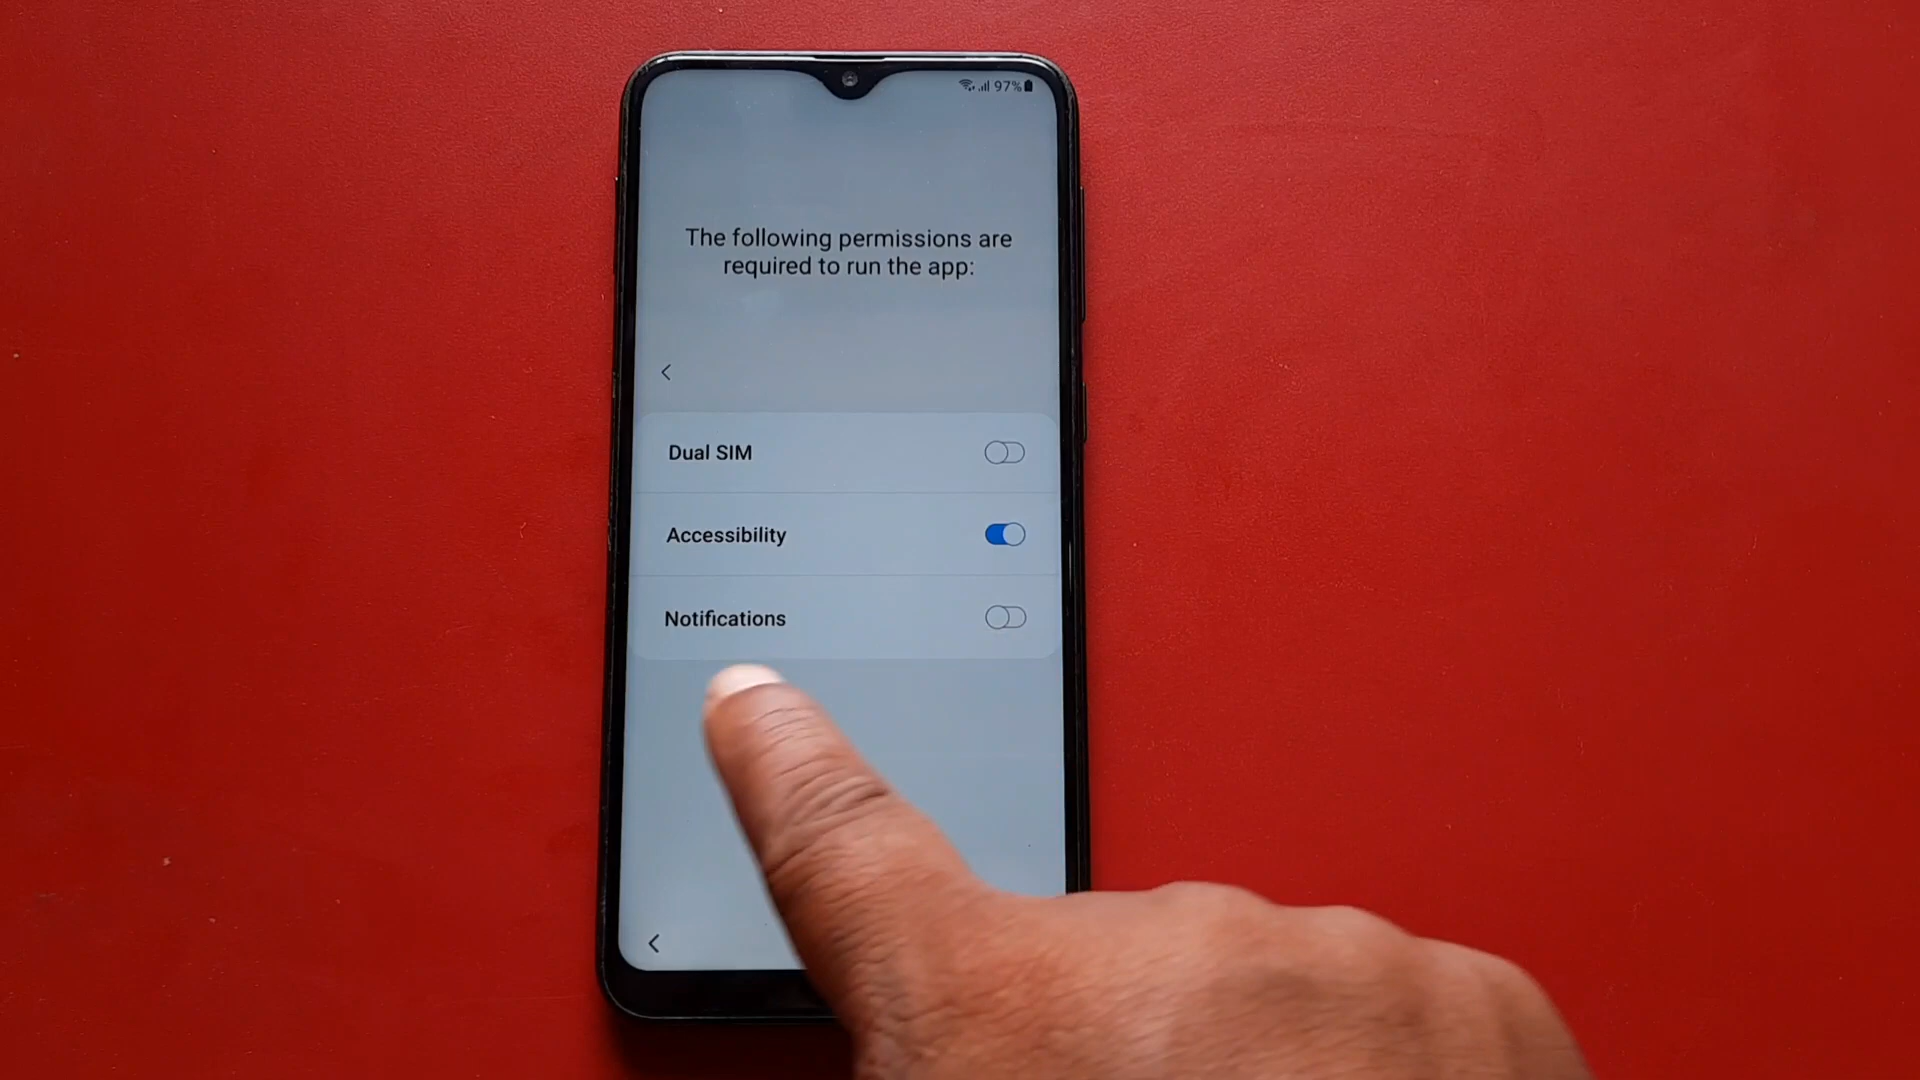 97%
The following permissions are
required to run the app:
Dual SIM
Accessibility
Notifications